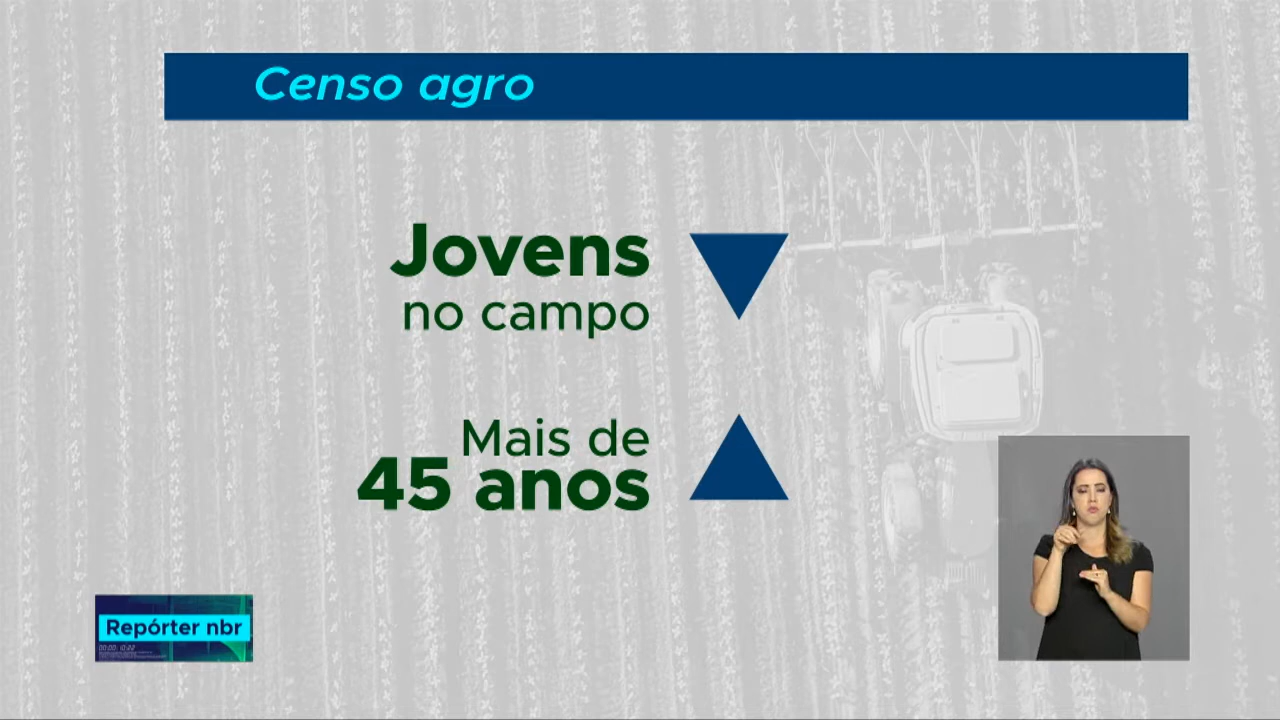 Censo agro
Jovens
no campo
Mais de
45 anos
Repórter nbr